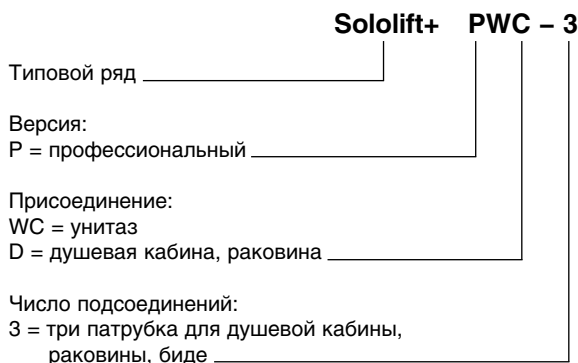 Sololift+ PWC – 3
Типовой ряд
Версия:
P = профессиональный
Присоединение:
WC = унитаз
D = душевая кабина, раковина
Число подсоединений:
3 = три патрубка для душевой кабины,
раковины, биде